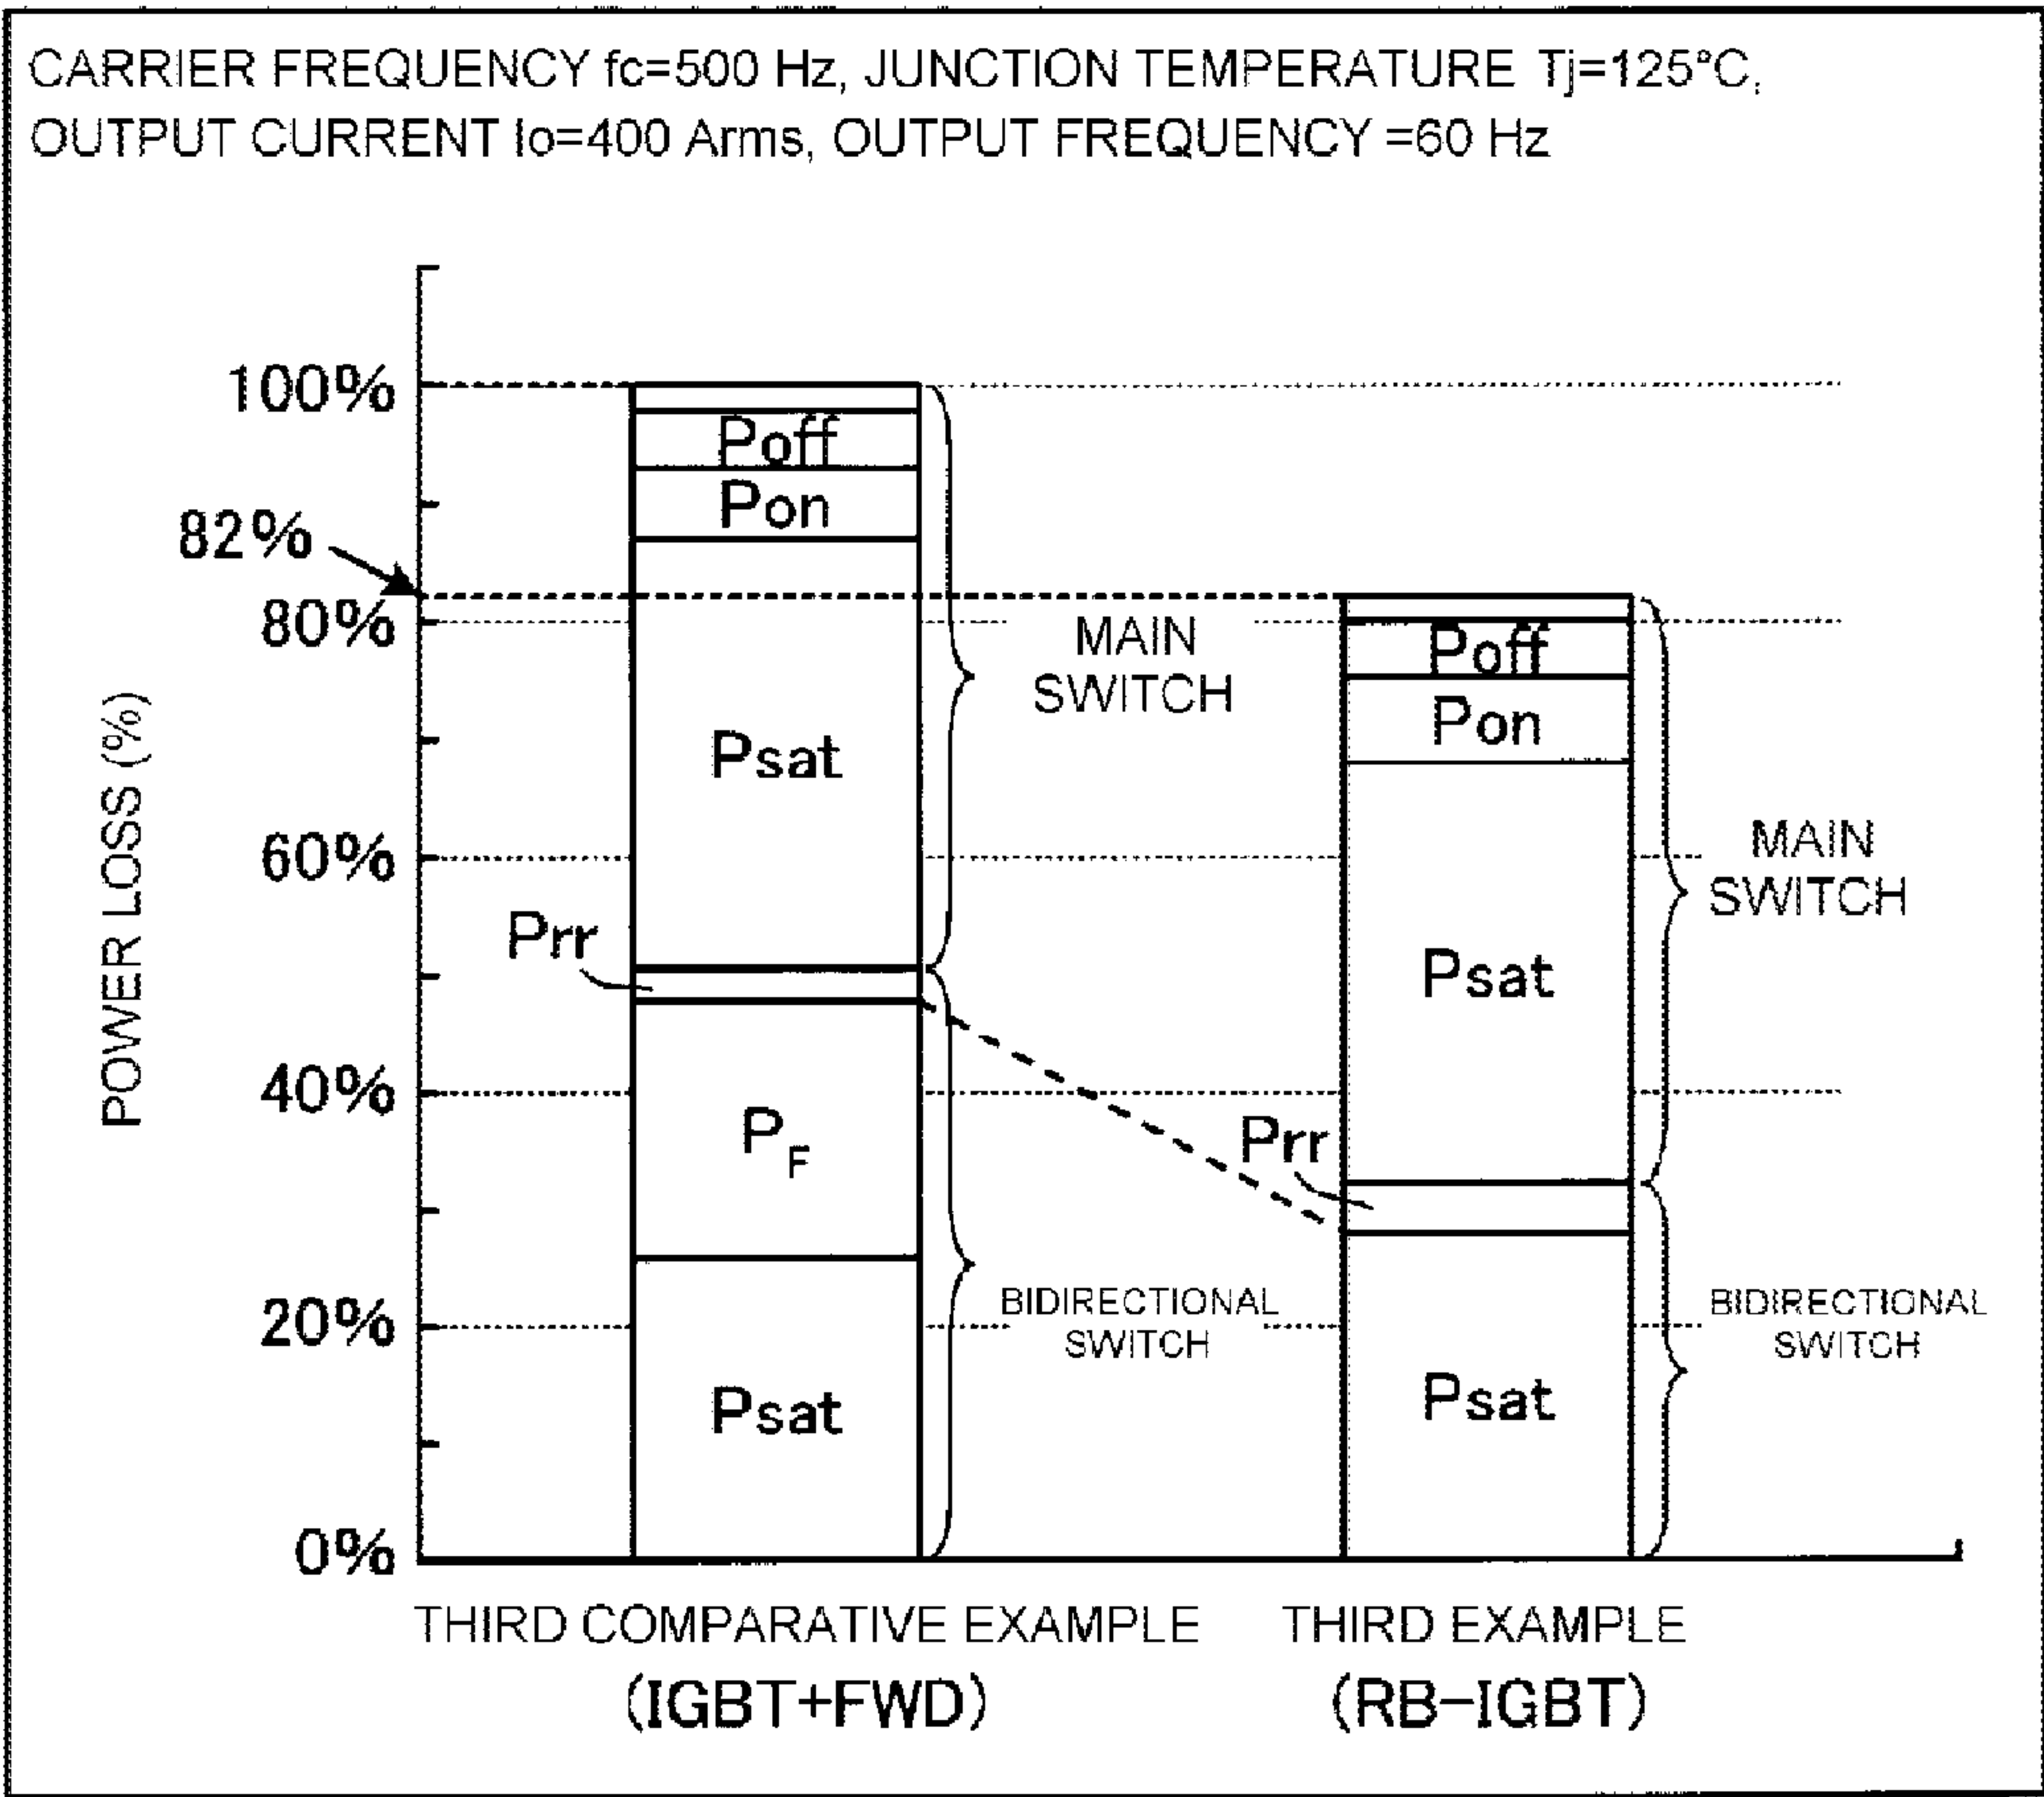 CARRIER FREQUENCY fc=500 Hz, JUNCTION TEMPERATURE Tj=125°C,
OUTPUT CURRENT Io=400 Arms, OUTPUT FREQUENCY =60 Hz
POWER LOSS (%)
100%
82%
80%
60%
40%
20%
0%
Poff
Pon
Psat
Prr
PF
Psat
MAIN
SWITCH
BIDIRECTIONAL
SWITCH
Poff
Pon
Psat
Prr
Psat
MAIN
SWITCH
BIDIRECTIONAL
SWITCH
THIRD COMPARATIVE EXAMPLE
(IGBT+FWD)
THIRD EXAMPLE
(RB-IGBT)